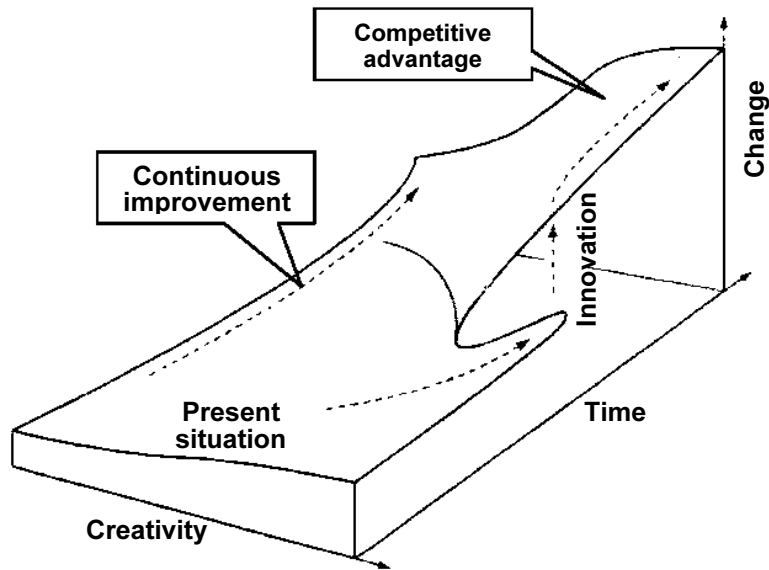 Competitive
advantage
Continuous
improvement
Change
Innovation
Present
situation
Time
Creativity